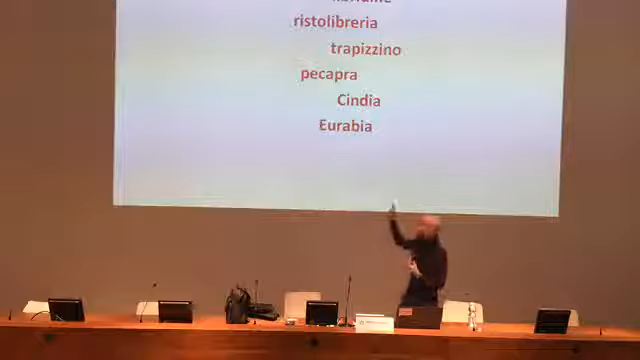 ristolibreria
trapizzino
pecapra
Cindia
Eurabia